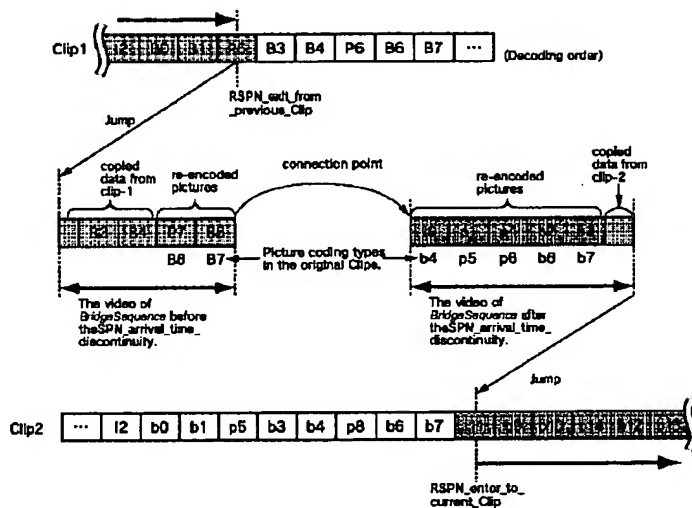 Clip1
B3 B4 P6 B6 B7 ...
(Decoding order)
RSPN_exit_from
_previous_Clip
Jump
copied
data from
clip-1
re-encoded
pictures
connection point
re-encoded
pictures
copied
data from
clip-2
B8 B7
Picture coding types
in the original Clips.
b4 p5 p8 b6 b7
The video of
BridgeSequence before
theSPN_arrival_time_
discontinuity.
The video of
BridgeSequence after
theSPN_arrival_time_
discontinuity.
Jump
Clip2
... I2 b0 b1 p5 b3 b4 p8 b6 b7
RSPN_enter_to_
current_Clip